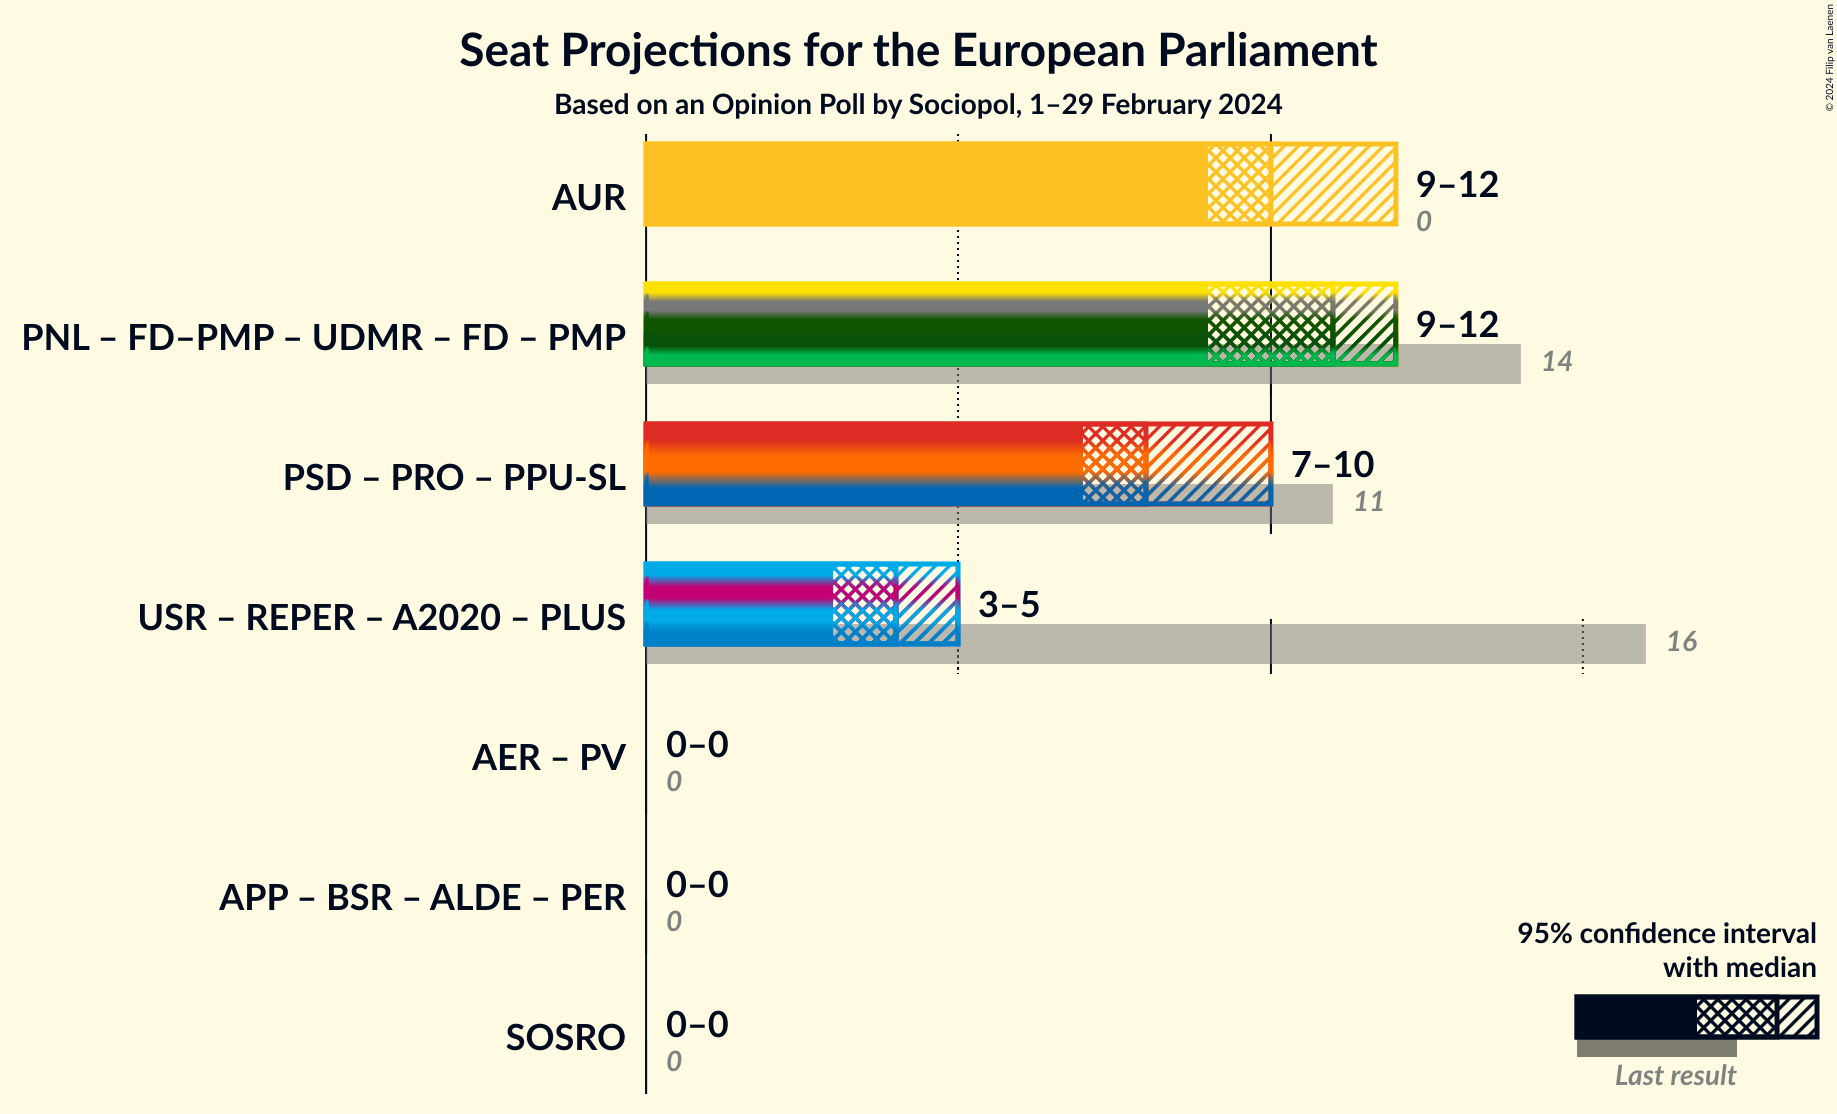 Seat Projections for the European Parliament
Based on an Opinion Poll by Sociopol, 1–29 February 2024
© 2024 Filip van Laenen
AUR
9–12
0
PNL – FD–PMP – UDMR – FD – PMP
9–12
14
PSD – PRO – PPU-SL
7–10
11
USR – REPER – A2020 – PLUS
3–5
16
AER – PV
0–0
0
APP – BSR – ALDE – PER
0–0
0
SOSRO
0–0
0
95% confidence interval
with median
Last result